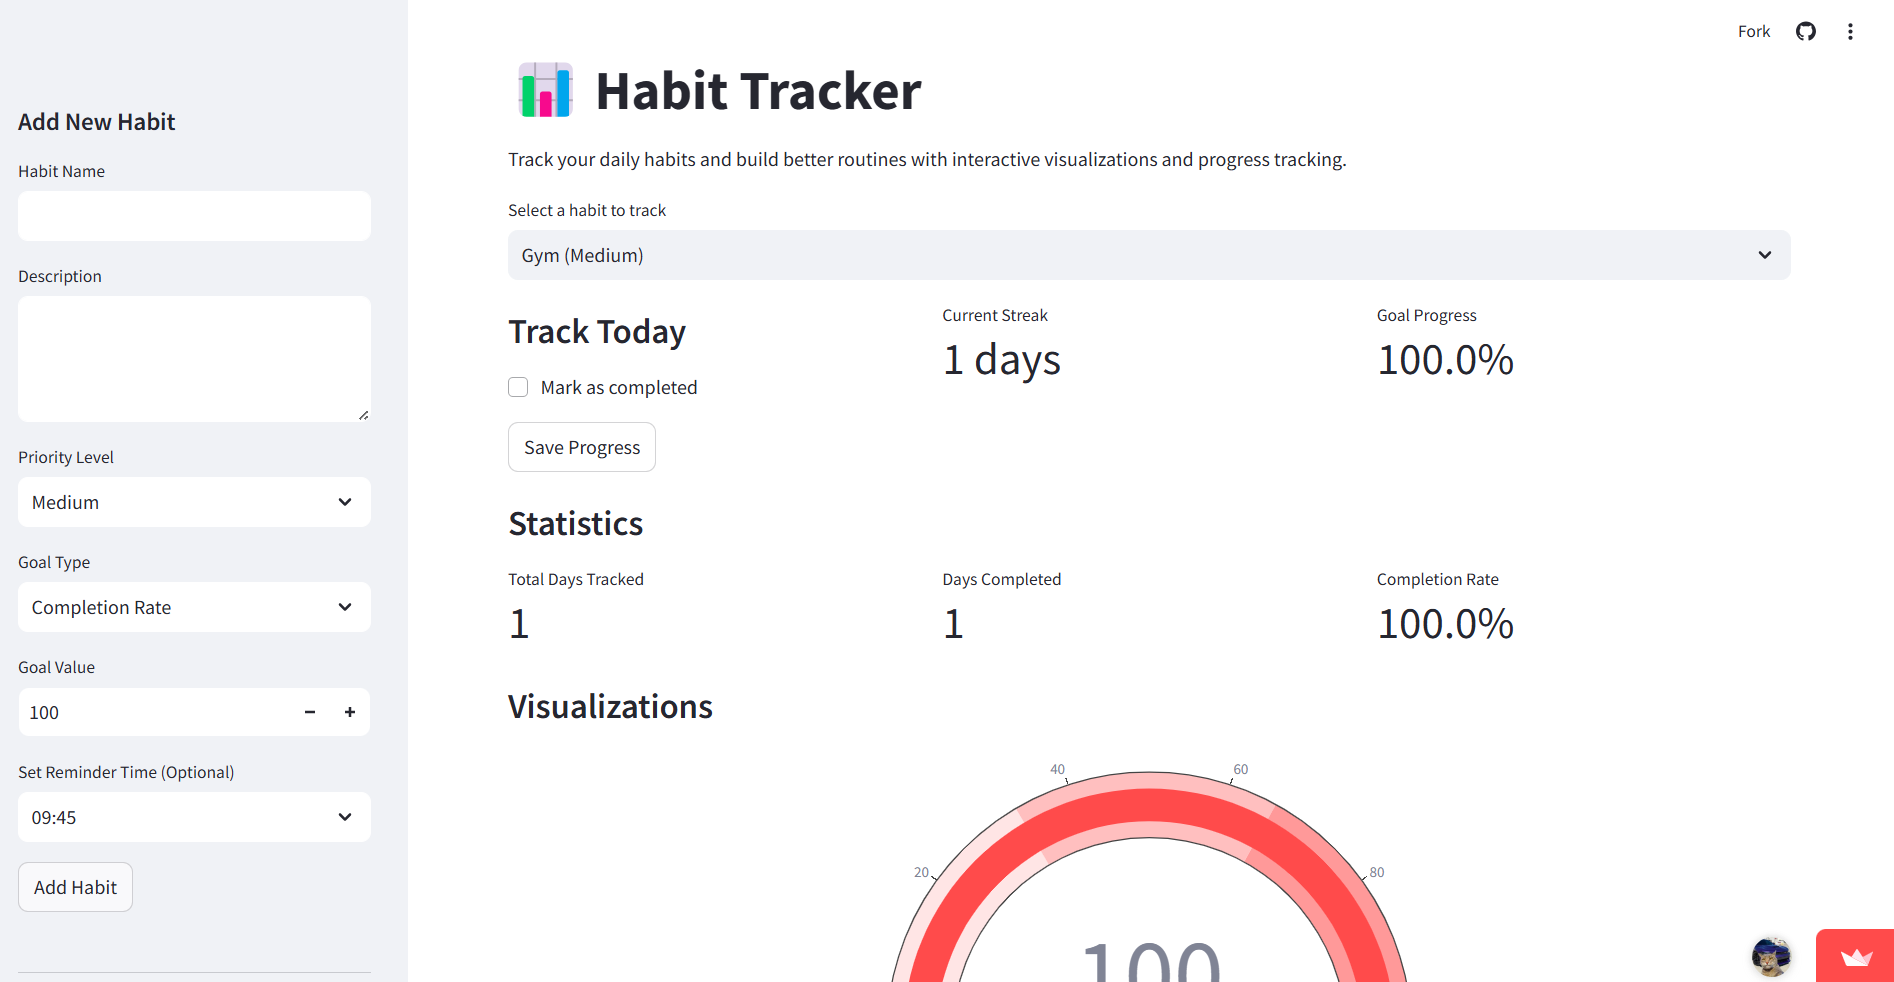 Fork
Add New Habit
Habit Name
Description
Priority Level
Medium
Goal Type
Completion Rate
Goal Value
100
Set Reminder Time (Optional)
09:45
Add Habit
Habit Tracker
Track your daily habits and build better routines with interactive visualizations and progress tracking.
Select a habit to track
Gym (Medium)
Track Today
Mark as completed
Save Progress
Current Streak
1 days
Goal Progress
100.0%
Statistics
Total Days Tracked
1
Days Completed
1
Completion Rate
100.0%
Visualizations
40
60
20
80
100